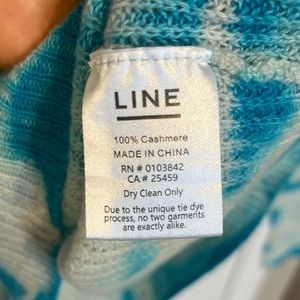 LINE
100% Cashmere
MADE IN CHINA
RN # 0103842
CA # 25459
Dry Clean Only
Due to the unique tie dye
process, no two garments
are exactly alike.